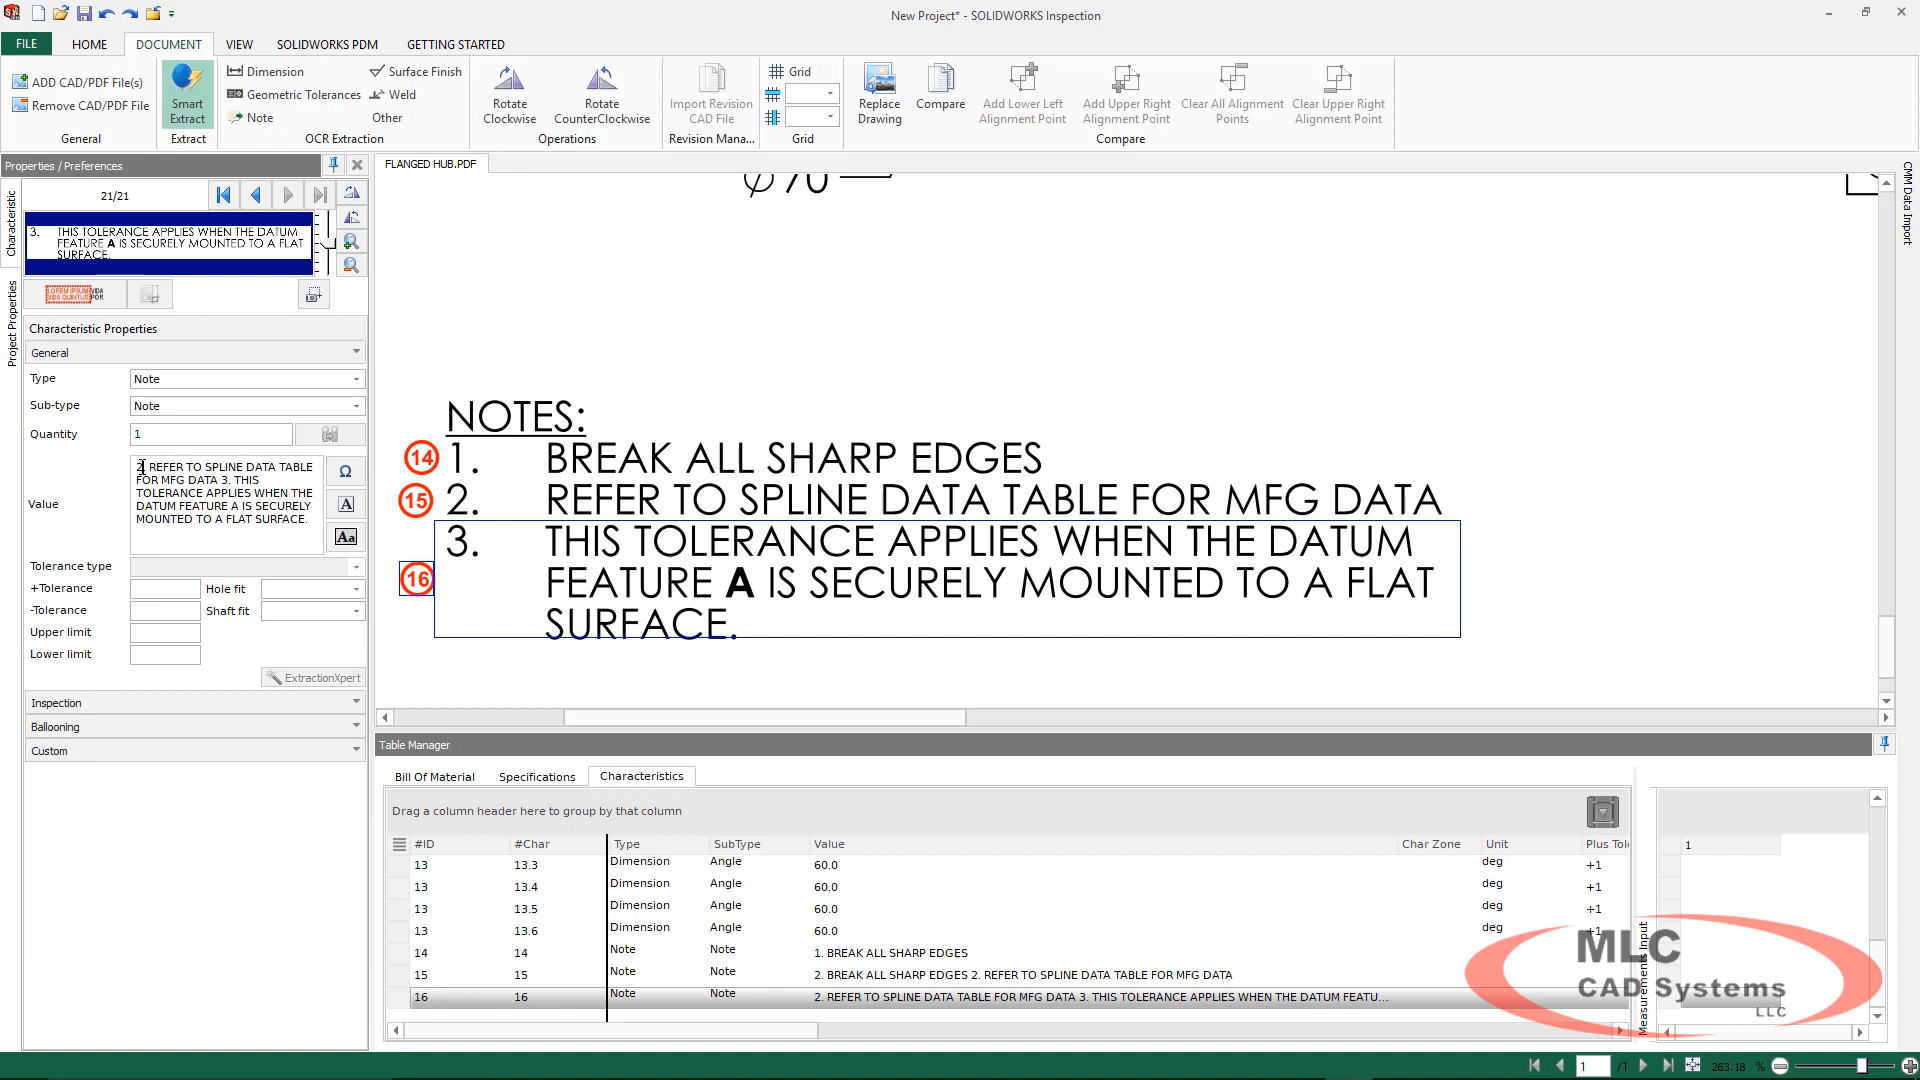 New Project* - SOLIDWORKS Inspection
FILE
HOME
DOCUMENT
VIEW
SOLIDWORKS PDM
GETTING STARTED
ADD CAD/PDF File(s)
Remove CAD/PDF File
General
Smart
Extract
Extract
Dimension
Geometric Tolerances
Note
Surface Finish
Weld
Other
OCR Extraction
Rotate
Clockwise
Rotate
CounterClockwise
Operations
Import Revision
CAD File
Revision Mana...
Grid
Grid
Replace
Drawing
Compare
Add Lower Left
Alignment Point
Add Upper Right
Alignment Point
Clear All Alignment
Points
Clear Upper Right
Alignment Point
Compare
Properties / Preferences
FLANGED HUB.PDF
CMM Data Import
Characteristic
Project Properties
21/21
3. THIS TOLERANCE APPLIES WHEN THE DATUM
FEATURE A IS SECURELY MOUNTED TO A FLAT
SURFACE.
LOREM IPSUM VIDA
VIDA QUINTUS POR
Characteristic Properties
General
Type
Note
Sub-type
Note
Quantity
1
Value
2. REFER TO SPLINE DATA TABLE
FOR MFG DATA 3. THIS
TOLERANCE APPLIES WHEN THE
DATUM FEATURE A IS SECURELY
MOUNTED TO A FLAT SURFACE.
Ω
A
Aa
Tolerance type
+Tolerance
Hole fit
-Tolerance
Shaft fit
Upper limit
Lower limit
ExtractionXpert
Inspection
Ballooning
Custom
∅ 70
NOTES:
14 1. BREAK ALL SHARP EDGES
15 2. REFER TO SPLINE DATA TABLE FOR MFG DATA
3. THIS TOLERANCE APPLIES WHEN THE DATUM
16 FEATURE A IS SECURELY MOUNTED TO A FLAT
SURFACE.
Table Manager
Bill Of Material
Specifications
Characteristics
Drag a column header here to group by that column
#ID #Char Type SubType Value Char Zone Unit Plus Tol
13 13.3 Dimension Angle 60.0 deg +1
13 13.4 Dimension Angle 60.0 deg +1
13 13.5 Dimension Angle 60.0 deg +1
13 13.6 Dimension Angle 60.0 deg +1
14 14 Note Note 1. BREAK ALL SHARP EDGES
15 15 Note Note 2. BREAK ALL SHARP EDGES 2. REFER TO SPLINE DATA TABLE FOR MFG DATA
16 16 Note Note 2. REFER TO SPLINE DATA TABLE FOR MFG DATA 3. THIS TOLERANCE APPLIES WHEN THE DATUM FEATU...
Measurements Input
1
MLC
CAD Systems
LLC
1 /1
263.18 %